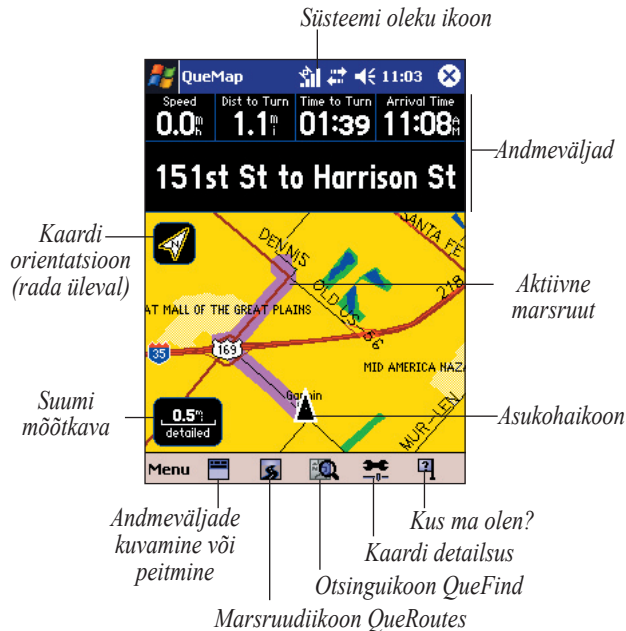 Süsteemi oleku ikoon
QueMap
11:03
Speed
Dist to Turn
Time to Turn
Arrival Time
0.0 m h
1.1 m i
01:39
11:08 A M
Andmeväljad
151st St to Harrison St
Kaardi
orientatsioon
(rada üleval)
N
DENNIS
SANTA FE
OLD US 56
218
Aktiivne
marsruut
AT MALL OF THE GREAT PLAINS
35
169
MID AMERICA NAZ
Garmin
MUR-LEN
Suumi
mõõtkava
0.5 m i
detailed
Asukohaikoon
Menu
?
Andmeväljade
kuvamine või
peitmine
Kus ma olen?
Kaardi detailsus
Otsinguikoon QueFind
Marsruudiikoon QueRoutes